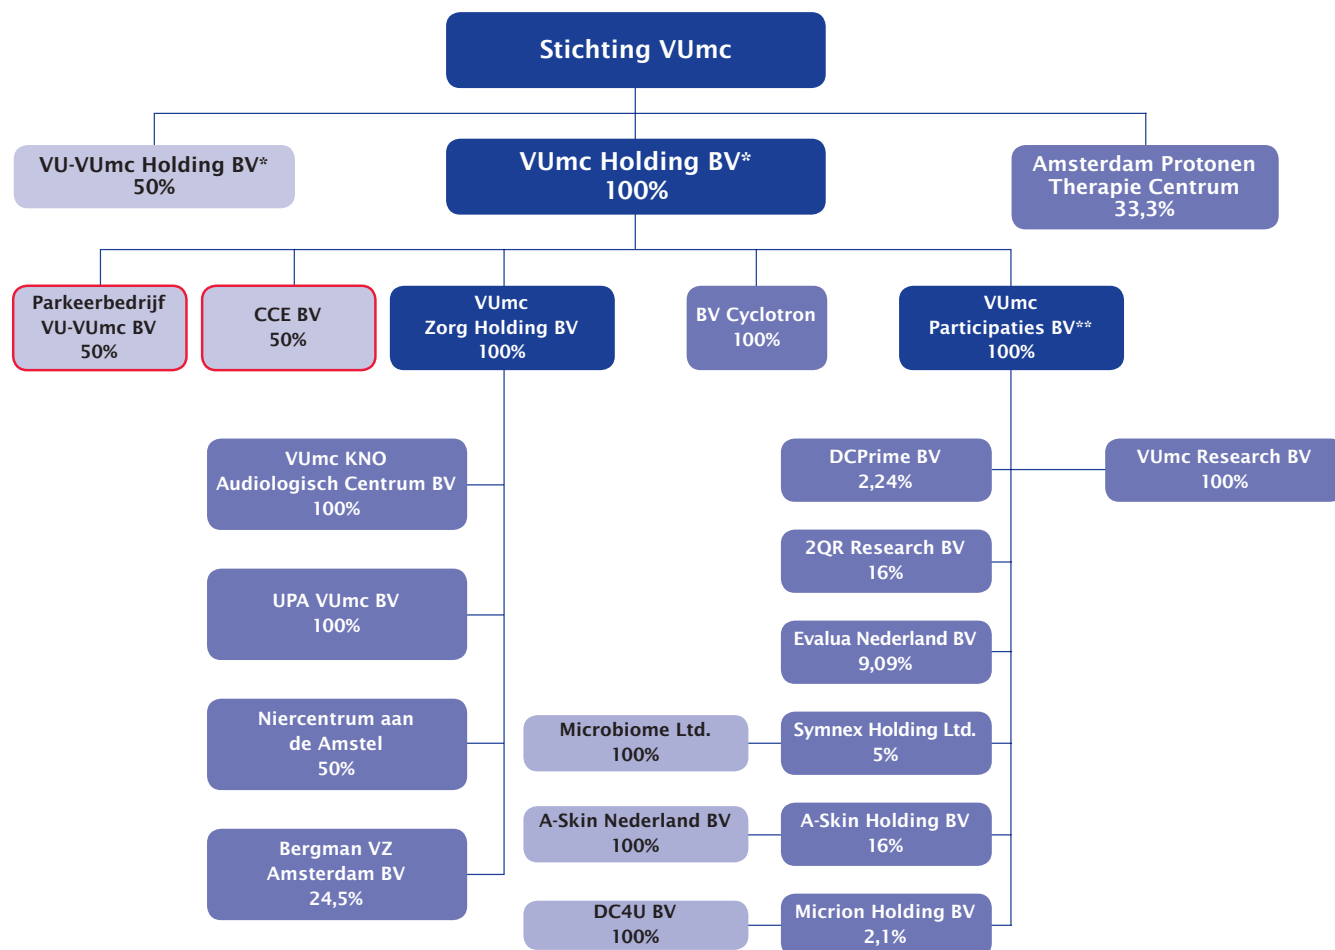 Stichting VUmc
VU-VUmc Holding BV*
50%
VUmc Holding BV*
100%
Amsterdam Protonen
Therapie Centrum
33,3%
Parkeerbedrijf
VU-VUmc BV
50%
CCE BV
50%
VUmc
Zorg Holding BV
100%
BV Cyclotron
100%
VUmc
Participaties BV**
100%
VUmc KNO
Audiologisch Centrum BV
100%
UPA VUmc BV
100%
Niercentrum aan
de Amstel
50%
Bergman VZ
Amsterdam BV
24,5%
DCPrime BV
2,24%
VUmc Research BV
100%
2QR Research BV
16%
Evalua Nederland BV
9,09%
Microbiome Ltd.
100%
Symnex Holding Ltd.
5%
A-Skin Nederland BV
100%
A-Skin Holding BV
16%
DC4U BV
100%
Micrion Holding BV
2,1%